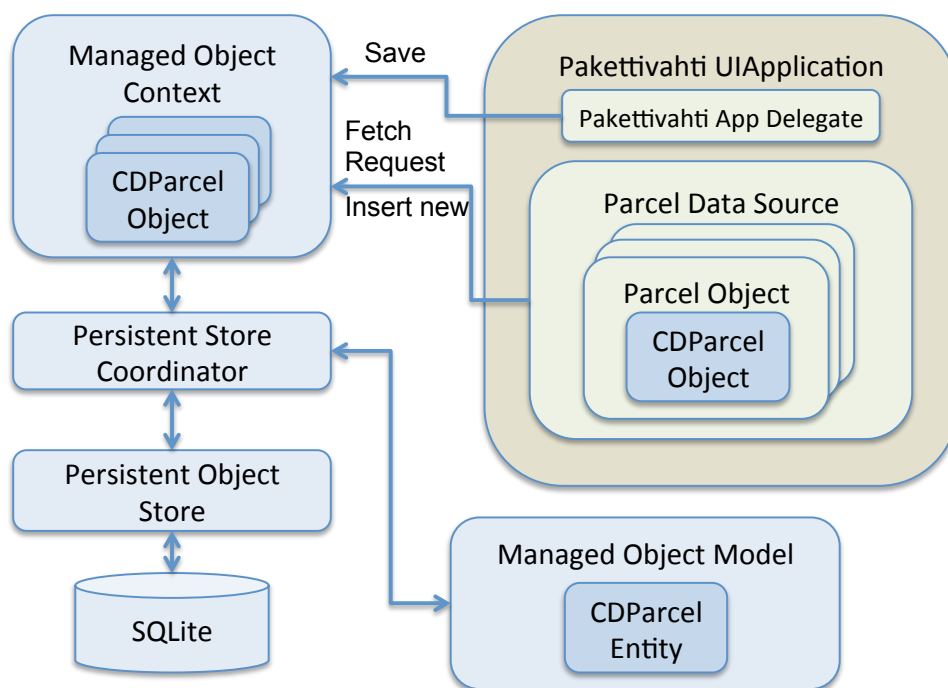 Managed Object
Context
CDParcel
Object
Save
Fetch
Request
Insert new
Pakettivahti UIApplication
Pakettivahti App Delegate
Parcel Data Source
Parcel Object
CDParcel
Object
Persistent Store
Coordinator
Persistent Object
Store
SQLite
Managed Object Model
CDParcel
Entity